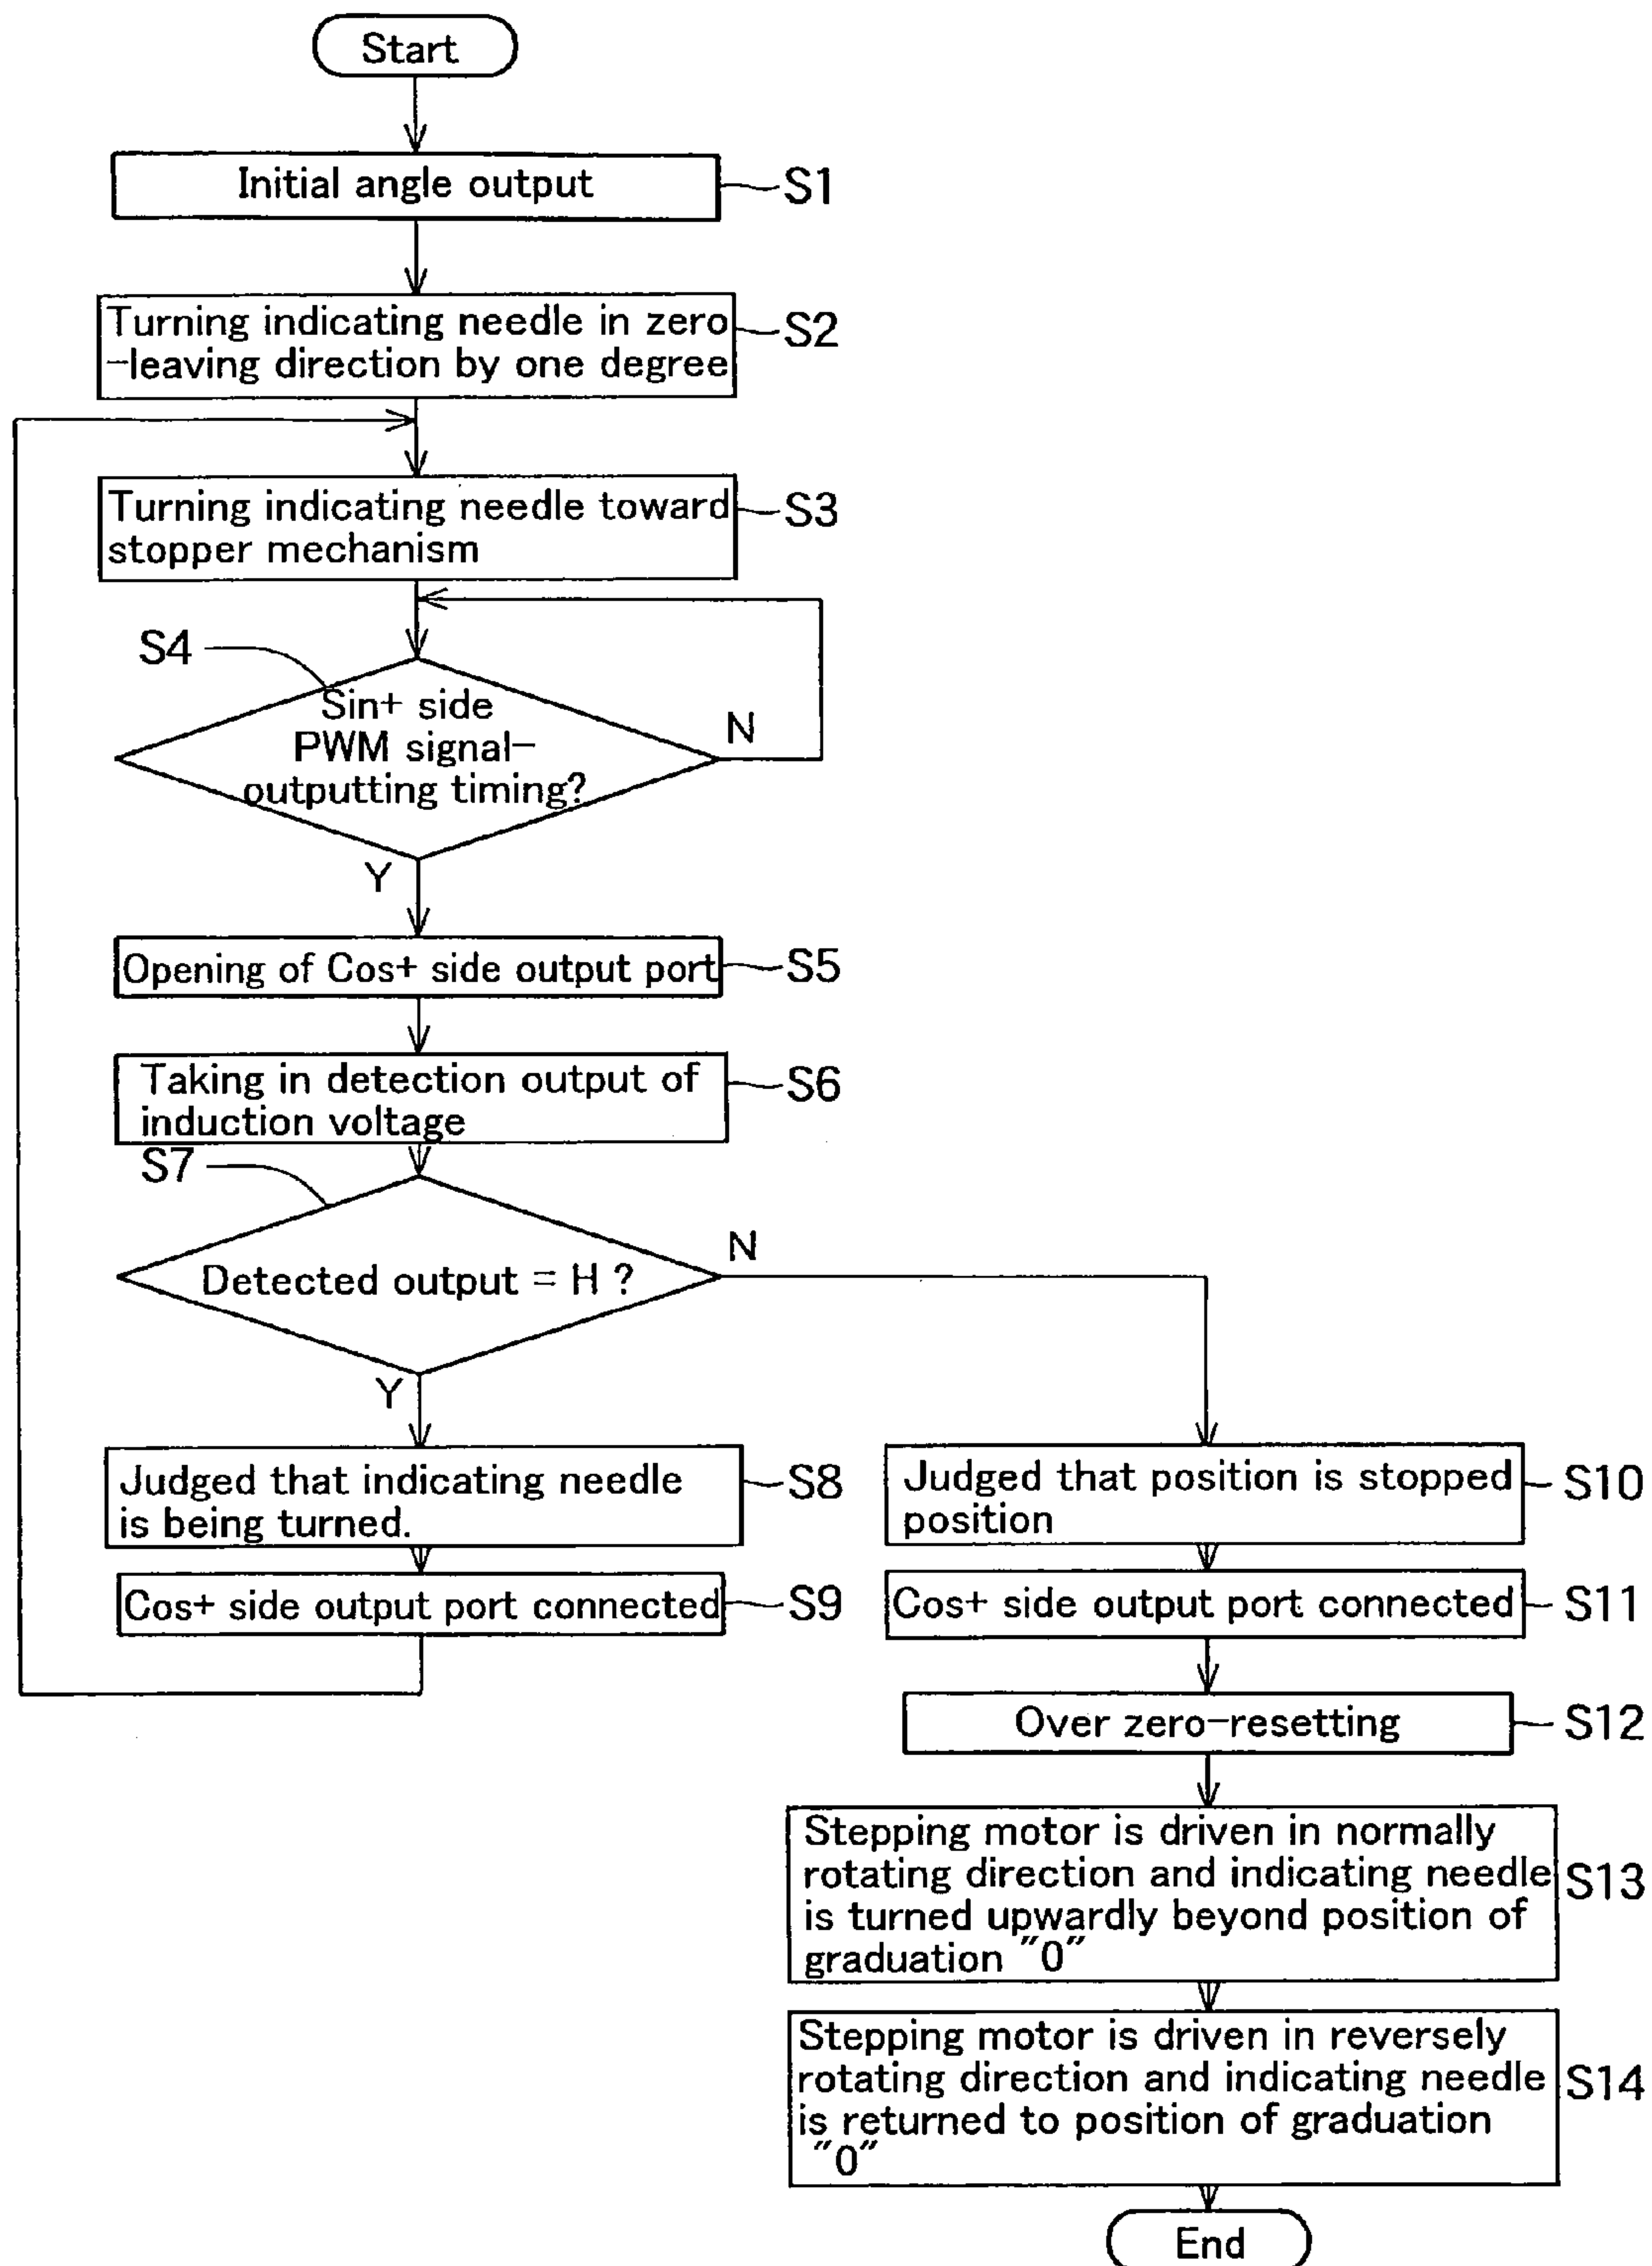 Start
Initial angle output
S1
Turning indicating needle in zero
-leaving direction by one degree
S2
Turning indicating needle toward
stopper mechanism
S3
S4
Sin+ side
PWM signal-
outputting timing?
N
Y
Opening of Cos+ side output port
S5
Taking in detection output of
induction voltage
S6
S7
Detected output = H ?
N
Y
Judged that indicating needle
is being turned.
S8
Cos+ side output port connected
S9
Judged that position is stopped
position
S10
Cos+ side output port connected
S11
Over zero-resetting
S12
Stepping motor is driven in normally
rotating direction and indicating needle
is turned upwardly beyond position of
graduation "0"
S13
Stepping motor is driven in reversely
rotating direction and indicating needle
is returned to position of graduation
"0"
S14
End